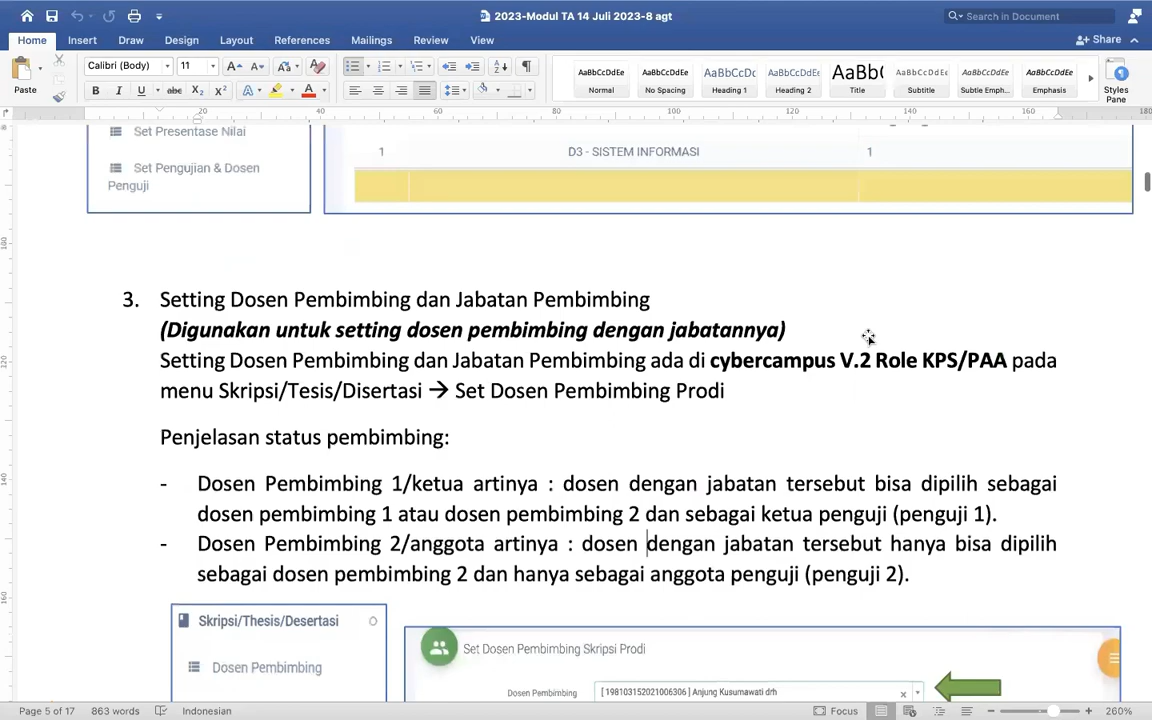 2023-Modul TA 14 Juli 2023-8 agt
Search in Document
Home Insert Draw Design Layout References Mailings Review View
Share
Paste
Calibri (Body) 11
AaBbCcDdEe AaBbCcDdEe AaBbCcDc AaBbCcDdEe AaBb( AaBbCcDdEe AaBbCcDdEe AaBbCcDdEe
Normal No Spacing Heading 1 Heading 2 Title Subtitle Subtle Emph... Emphasis
Styles
Pane
20 40 60 80 100 120 140 160 180
Set Presentase Nilai
Set Pengujian & Dosen
Penguji
1 D3 - SISTEM INFORMASI 1
3. Setting Dosen Pembimbing dan Jabatan Pembimbing
(Digunakan untuk setting dosen pembimbing dengan jabatannya)
Setting Dosen Pembimbing dan Jabatan Pembimbing ada di cybercampus V.2 Role KPS/PAA pada
menu Skripsi/Tesis/Disertasi → Set Dosen Pembimbing Prodi
Penjelasan status pembimbing:
- Dosen Pembimbing 1/ketua artinya : dosen dengan jabatan tersebut bisa dipilih sebagai
dosen pembimbing 1 atau dosen pembimbing 2 dan sebagai ketua penguji (penguji 1).
- Dosen Pembimbing 2/anggota artinya : dosen dengan jabatan tersebut hanya bisa dipilih
sebagai dosen pembimbing 2 dan hanya sebagai anggota penguji (penguji 2).
Skripsi/Thesis/Desertasi
Dosen Pembimbing
Set Dosen Pembimbing Skripsi Prodi
Dosen Pembimbing [ 198103152021006306 ] Anjung Kusumawati drh
Page 5 of 17 863 words Indonesian Focus 260%